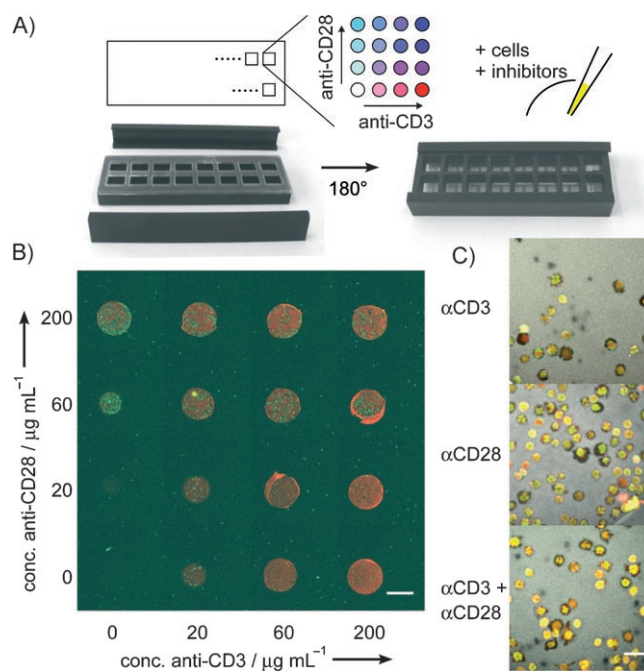 A)
anti-CD28
anti-CD3
+ cells
+ inhibitors
180°
B)
conc. anti-CD28 / µg mL⁻¹
200
60
20
0
0 20 60 200
conc. anti-CD3 / µg mL⁻¹
C)
αCD3
αCD28
αCD3 +
αCD28